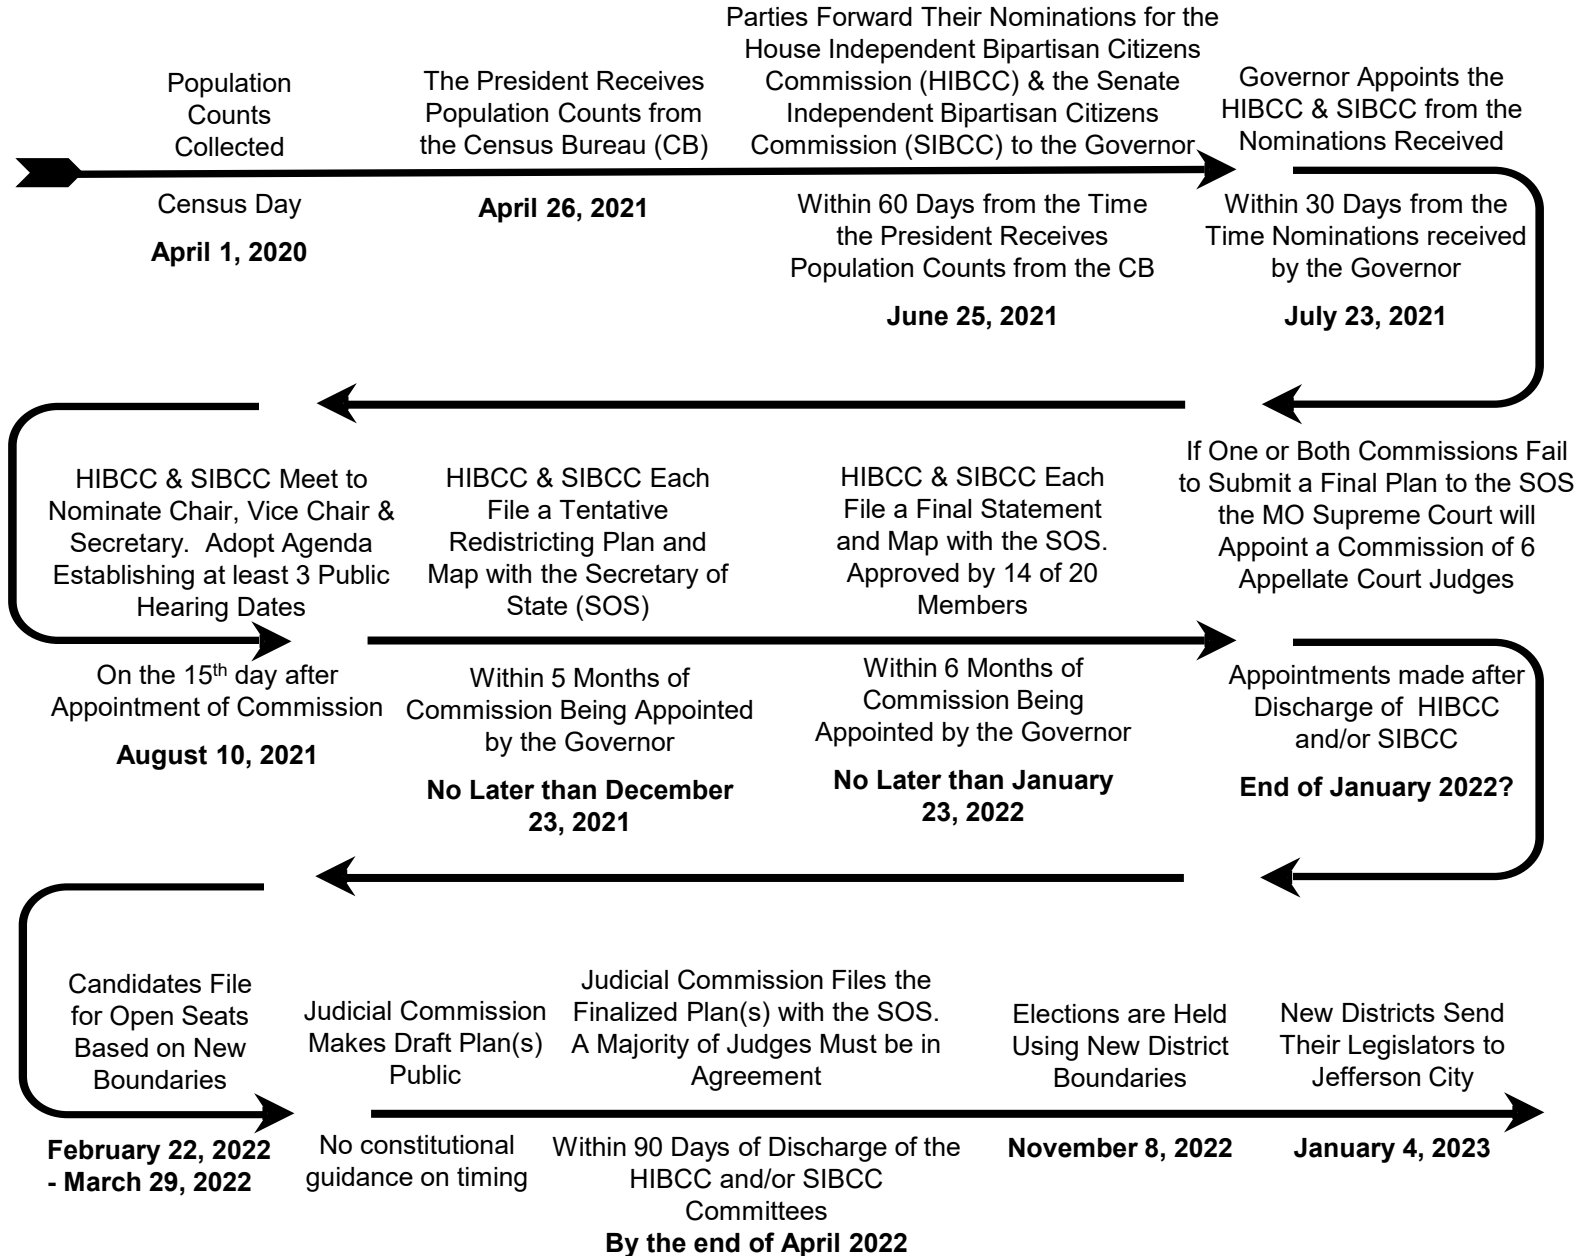 Population
Counts
Collected
Census Day
April 1, 2020
The President Receives
Population Counts from
the Census Bureau (CB)
April 26, 2021
Parties Forward Their Nominations for the
House Independent Bipartisan Citizens
Commission (HIBCC) & the Senate
Independent Bipartisan Citizens
Commission (SIBCC) to the Governor
Within 60 Days from the Time
the President Receives
Population Counts from the CB
June 25, 2021
Governor Appoints the
HIBCC & SIBCC from the
Nominations Received
Within 30 Days from the
Time Nominations received
by the Governor
July 23, 2021
HIBCC & SIBCC Meet to
Nominate Chair, Vice Chair &
Secretary. Adopt Agenda
Establishing at least 3 Public
Hearing Dates
On the 15th day after
Appointment of Commission
August 10, 2021
HIBCC & SIBCC Each
File a Tentative
Redistricting Plan and
Map with the Secretary of
State (SOS)
Within 5 Months of
Commission Being Appointed
by the Governor
No Later than December
23, 2021
HIBCC & SIBCC Each
File a Final Statement
and Map with the SOS.
Approved by 14 of 20
Members
Within 6 Months of
Commission Being
Appointed by the Governor
No Later than January
23, 2022
If One or Both Commissions Fail
to Submit a Final Plan to the SOS
the MO Supreme Court will
Appoint a Commission of 6
Appellate Court Judges
Appointments made after
Discharge of HIBCC
and/or SIBCC
End of January 2022?
Candidates File
for Open Seats
Based on New
Boundaries
February 22, 2022
- March 29, 2022
Judicial Commission
Makes Draft Plan(s)
Public
No constitutional
guidance on timing
Judicial Commission Files the
Finalized Plan(s) with the SOS.
A Majority of Judges Must be in
Agreement
Within 90 Days of Discharge of the
HIBCC and/or SIBCC
Committees
By the end of April 2022
Elections are Held
Using New District
Boundaries
November 8, 2022
New Districts Send
Their Legislators to
Jefferson City
January 4, 2023